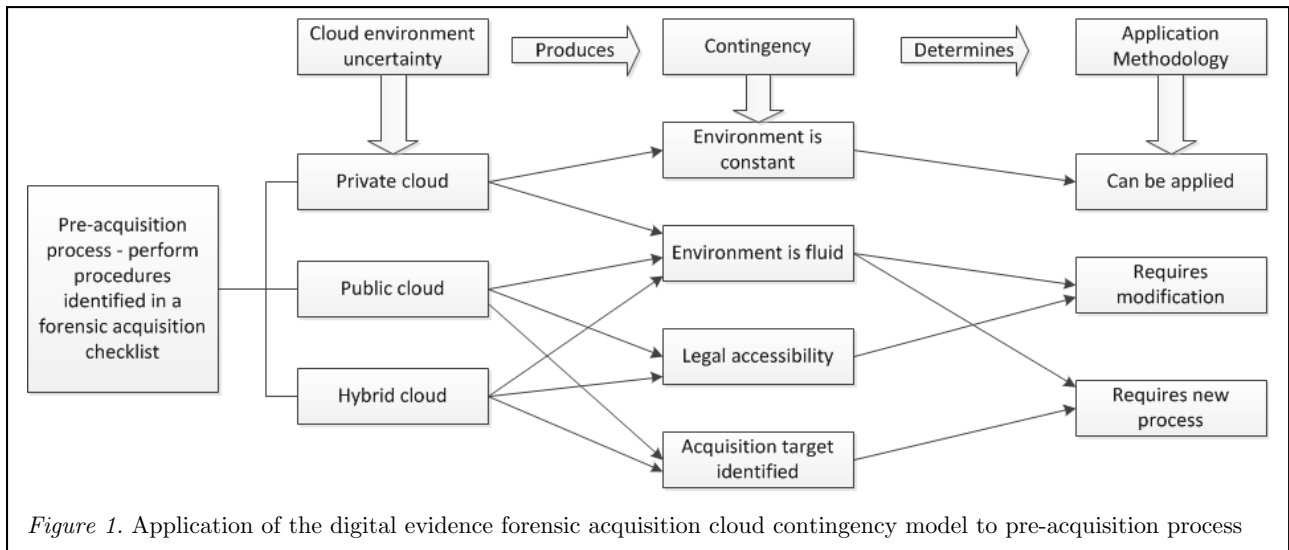 Cloud environment
uncertainty
Produces
Contingency
Determines
Application
Methodology
Pre-acquisition
process - perform
procedures
identified in a
forensic acquisition
checklist
Private cloud
Public cloud
Hybrid cloud
Environment is
constant
Environment is fluid
Legal accessibility
Acquisition target
identified
Can be applied
Requires
modification
Requires new
process
Figure 1. Application of the digital evidence forensic acquisition cloud contingency model to pre-acquisition process